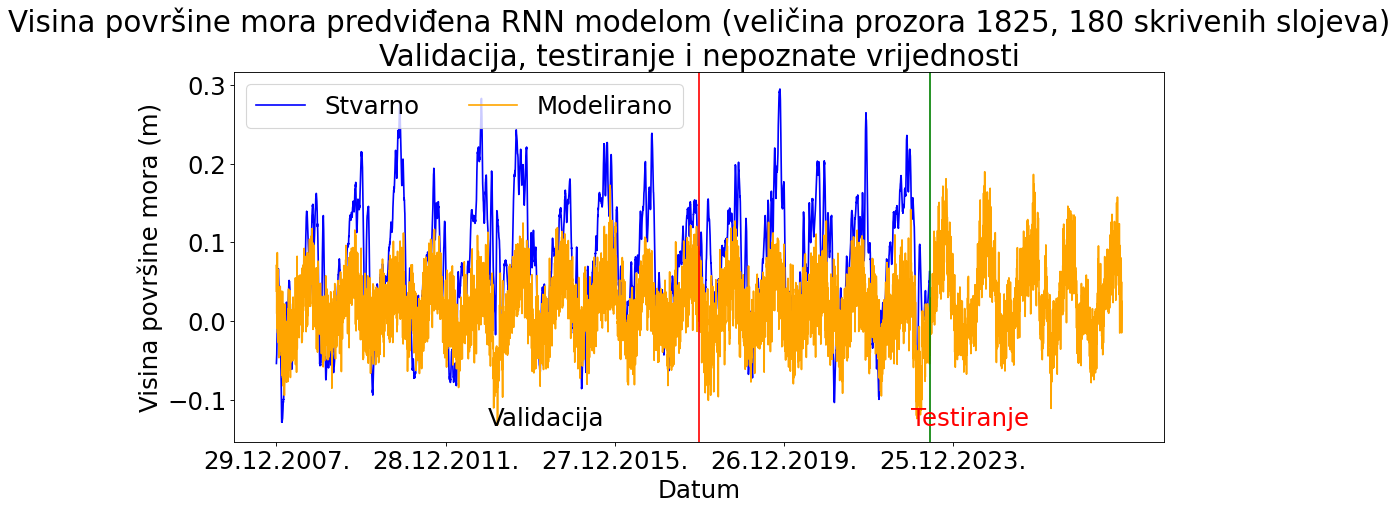 Visina površine mora predviđena RNN modelom (veličina prozora 1825, 180 skrivenih slojeva)
Validacija, testiranje i nepoznate vrijednosti
Stvarno Modelirano
Visina površine mora (m)
0.3
0.2
0.1
0.0
−0.1
Validacija Testiranje
29.12.2007. 28.12.2011. 27.12.2015. 26.12.2019. 25.12.2023.
Datum